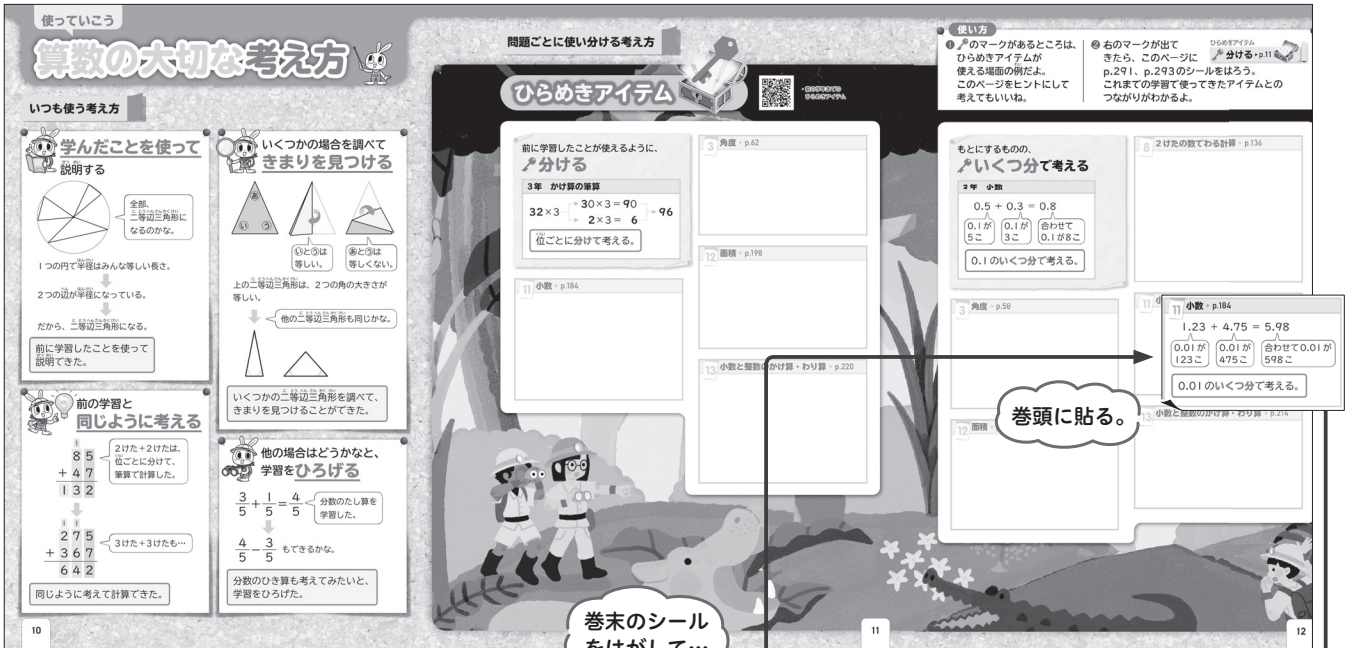 使っていこう
算数の大切な考え方
いつも使う考え方
学んだことを使って
説明する
全部、
二等辺三角形に
なるのかな。
1つの円で半径はみんな等しい長さ。
2つの辺が半径になっている。
だから、二等辺三角形になる。
前に学習したことを使って
説明できた。
前の学習と
同じように考える
1
85
+47
132
2けた+2けたは、
位ごとに分けて、
筆算で計算した。
1 1
275
+367
642
3けた+3けたも…
同じように考えて計算できた。
いくつかの場合を調べて
きまりを見つける
あ
い う
いとうは
等しい。
あとうは
等しくない。
上の二等辺三角形は、2つの角の大きさが
等しい。
他の二等辺三角形も同じかな。
いくつかの二等辺三角形を調べて、
きまりを見つけることができた。
他の場合はどうかなと、
学習をひろげる
3/5+1/5=4/5
分数のたし算を
学習した。
4/5-3/5 もできるかな。
分数のひき算も考えてみたいと、
学習をひろげた。
10
問題ごとに使い分ける考え方
ひらめきアイテム
前に学習したことが使えるように、
分ける
3年 かけ算の筆算
32×3
30×3=90
2×3= 6
96
位ごとに分けて考える。
11 小数 p.184
3 角度 p.62
12 面積 p.198
13 小数と整数のかけ算・わり算 p.220
巻末のシール
をはがして…
11
使い方
❶ のマークがあるところは、
ひらめきアイテムが
使える場面の例だよ。
このページをヒントにして
考えてもいいね。
❷ 右のマークが出て
きたら、このページに
p.291、p.293のシールをはろう。
これまでの学習で使ってきたアイテムとの
つながりがわかるよ。
ひらめきアイテム
分ける p.11
もとにするものの、
いくつ分で考える
2年 小数
0.5 + 0.3 = 0.8
0.1が
5こ
0.1が
3こ
合わせて
0.1が8こ
0.1のいくつ分で考える。
3 角度 p.58
12 面積
8 2けたの数でわる計算 p.136
11 小数 p.184
1.23 + 4.75 = 5.98
0.01が
123こ
0.01が
475こ
合わせて0.01が
598こ
0.01のいくつ分で考える。
巻頭に貼る。
13 小数と整数のかけ算・わり算 p.214
12